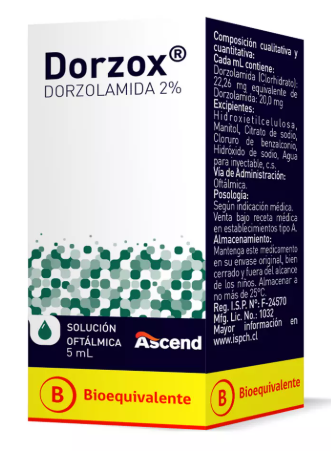 Dorzox®
DORZOLAMIDA 2%
SOLUCIÓN
OFTÁLMICA
5 mL
Ascend
B Bioequivalente
Composición cualitativa y
cuantitativa:
Cada mL contiene:
Dorzolamida (Clorhidrato):
22,26 mg equivalente de
Dorzolamida: 20,0 mg
Excipientes:
Hidroxietilcelulosa,
Manitol, Citrato de sodio,
Cloruro de benzalconio,
Hidróxido de sodio, Agua
para inyectable, c.s.
Vía de Administración:
Oftálmica.
Posología:
Según indicación médica.
Venta bajo receta médica
en establecimientos tipo A.
Almacenamiento:
Mantenga este medicamento
en su envase original, bien
cerrado y fuera del alcance
de los niños. Almacenar a
no más de 25°C.
Reg. I.S.P. N°: F-24570
Mfg. Lic. No.: 1032
Mayor información en
www.ispch.cl
B Bioequivalente